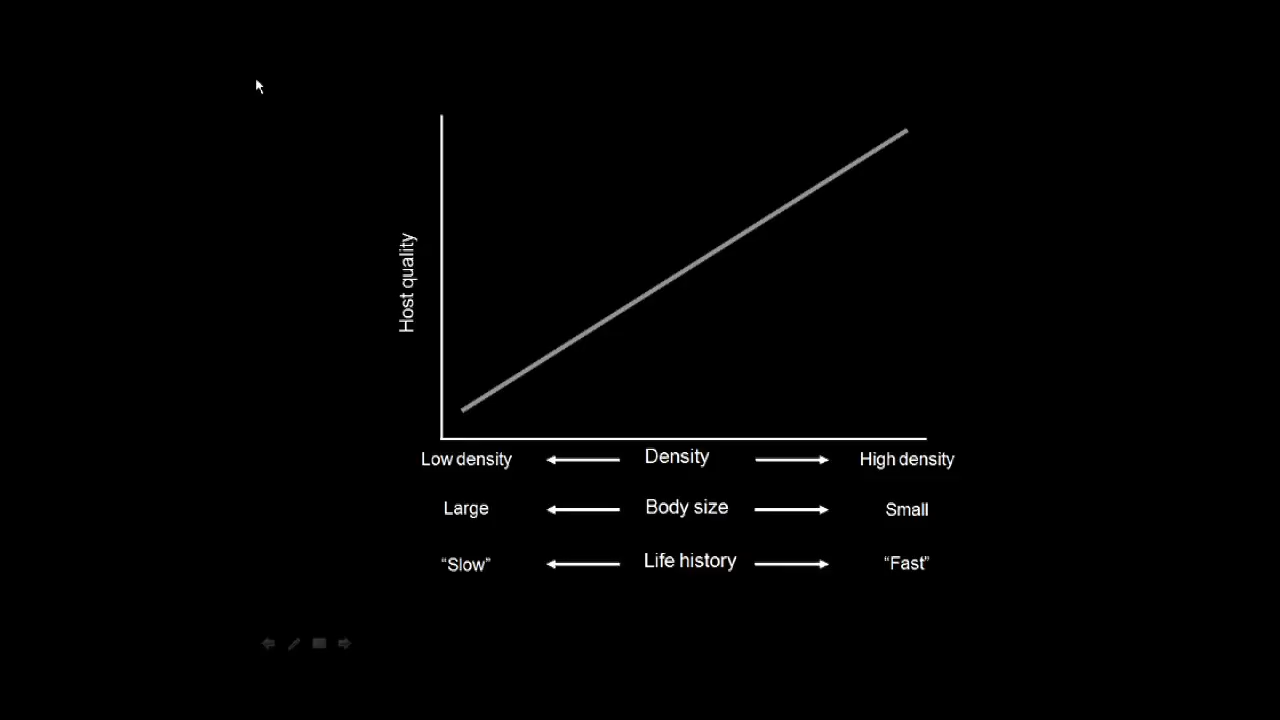 Host quality
Low density Density High density
Large Body size Small
“Slow” Life history “Fast”